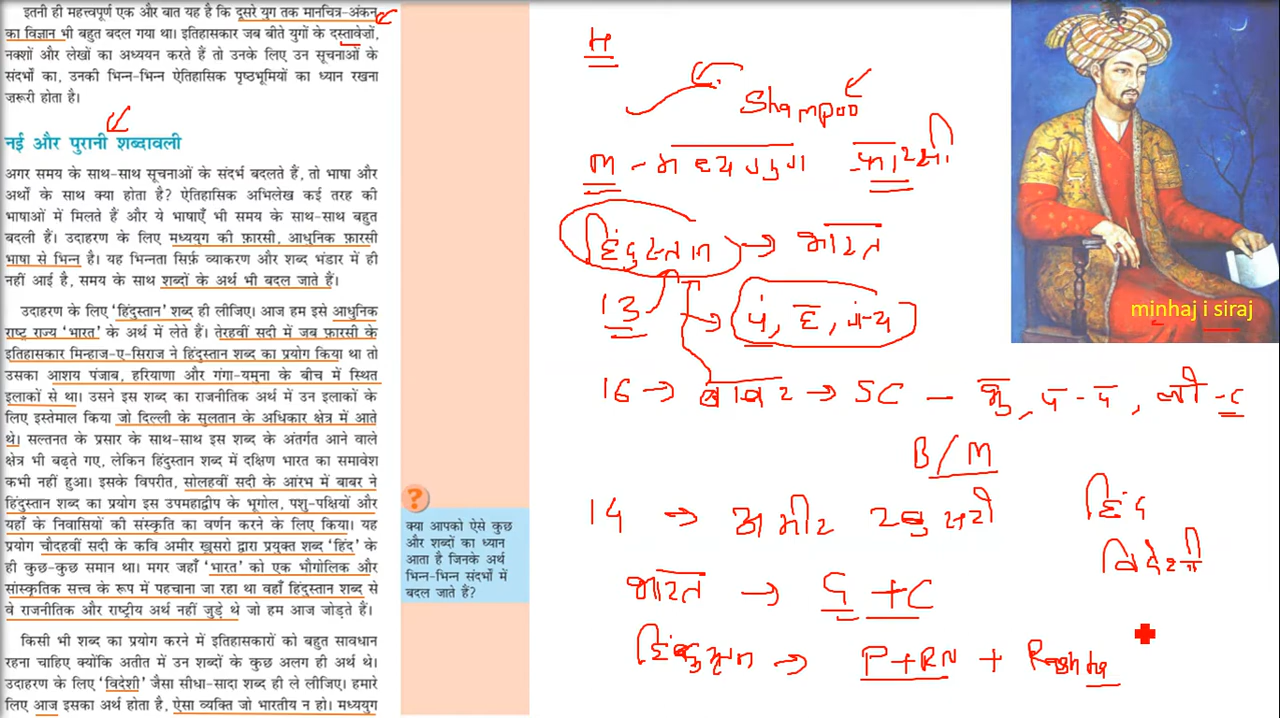 इतनी ही महत्त्वपूर्ण एक और बात यह है कि दूसरे युग तक मानचित्र-अंकन
का विज्ञान भी बहुत बदल गया था। इतिहासकार जब बीते युगों के दस्तावेज़ों,
नक्शों और लेखों का अध्ययन करते हैं तो उनके लिए उन सूचनाओं के
संदर्भों का, उनकी भिन्न-भिन्न ऐतिहासिक पृष्ठभूमियों का ध्यान रखना
ज़रूरी होता है।
नई और पुरानी शब्दावली
अगर समय के साथ-साथ सूचनाओं के संदर्भ बदलते हैं, तो भाषा और
अर्थों के साथ क्या होता है? ऐतिहासिक अभिलेख कई तरह की
भाषाओं में मिलते हैं और ये भाषाएँ भी समय के साथ-साथ बहुत
बदली हैं। उदाहरण के लिए मध्ययुग की फ़ारसी, आधुनिक फ़ारसी
भाषा से भिन्न है। यह भिन्नता सिर्फ़ व्याकरण और शब्द भंडार में ही
नहीं आई है, समय के साथ शब्दों के अर्थ भी बदल जाते हैं।
उदाहरण के लिए 'हिंदुस्तान' शब्द ही लीजिए। आज हम इसे आधुनिक
राष्ट्र राज्य 'भारत' के अर्थ में लेते हैं। तेरहवीं सदी में जब फ़ारसी के
इतिहासकार मिन्हाज-ए-सिराज ने हिंदुस्तान शब्द का प्रयोग किया था तो
उसका आशय पंजाब, हरियाणा और गंगा-यमुना के बीच में स्थित
इलाकों से था। उसने इस शब्द का राजनीतिक अर्थ में उन इलाकों के
लिए इस्तेमाल किया जो दिल्ली के सुलतान के अधिकार क्षेत्र में आते
थे। सल्तनत के प्रसार के साथ-साथ इस शब्द के अंतर्गत आने वाले
क्षेत्र भी बढ़ते गए, लेकिन हिंदुस्तान शब्द में दक्षिण भारत का समावेश
कभी नहीं हुआ। इसके विपरीत, सोलहवीं सदी के आरंभ में बाबर ने
हिंदुस्तान शब्द का प्रयोग इस उपमहाद्वीप के भूगोल, पशु-पक्षियों और
यहाँ के निवासियों की संस्कृति का वर्णन करने के लिए किया। यह
प्रयोग चौदहवीं सदी के कवि अमीर ख़ुसरो द्वारा प्रयुक्त शब्द 'हिंद' के
ही कुछ-कुछ समान था। मगर जहाँ 'भारत' को एक भौगोलिक और
सांस्कृतिक सत्त्व के रूप में पहचाना जा रहा था वहाँ हिंदुस्तान शब्द से
वे राजनीतिक और राष्ट्रीय अर्थ नहीं जुड़े थे जो हम आज जोड़ते हैं।
किसी भी शब्द का प्रयोग करने में इतिहासकारों को बहुत सावधान
रहना चाहिए क्योंकि अतीत में उन शब्दों के कुछ अलग ही अर्थ थे।
उदाहरण के लिए 'विदेशी' जैसा सीधा-सादा शब्द ही ले लीजिए। हमारे
लिए आज इसका अर्थ होता है, ऐसा व्यक्ति जो भारतीय न हो। मध्ययुग
?
क्या आपको ऐसे कुछ
और शब्दों का ध्यान
आता है जिनके अर्थ
भिन्न-भिन्न संदर्भों में
बदल जाते हैं?
H
Shampoo
M - मध्ययुग फारसी
हिंदुस्तान → भारत
13 → पं, ह, गं-य
16 → बाबर → SC - भू, प-प, - C
B/M
14 → अमीर खुसरो हिंद
विदेशी
भारत → G + C
हिंदुस्तान → P+RN +
minhaj i siraj